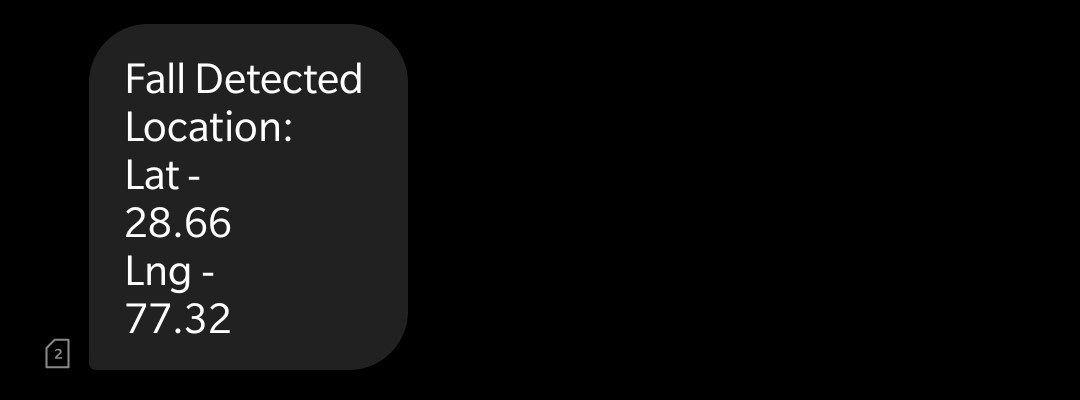 Fall Detected
Location:
Lat -
28.66
Lng -
77.32
2